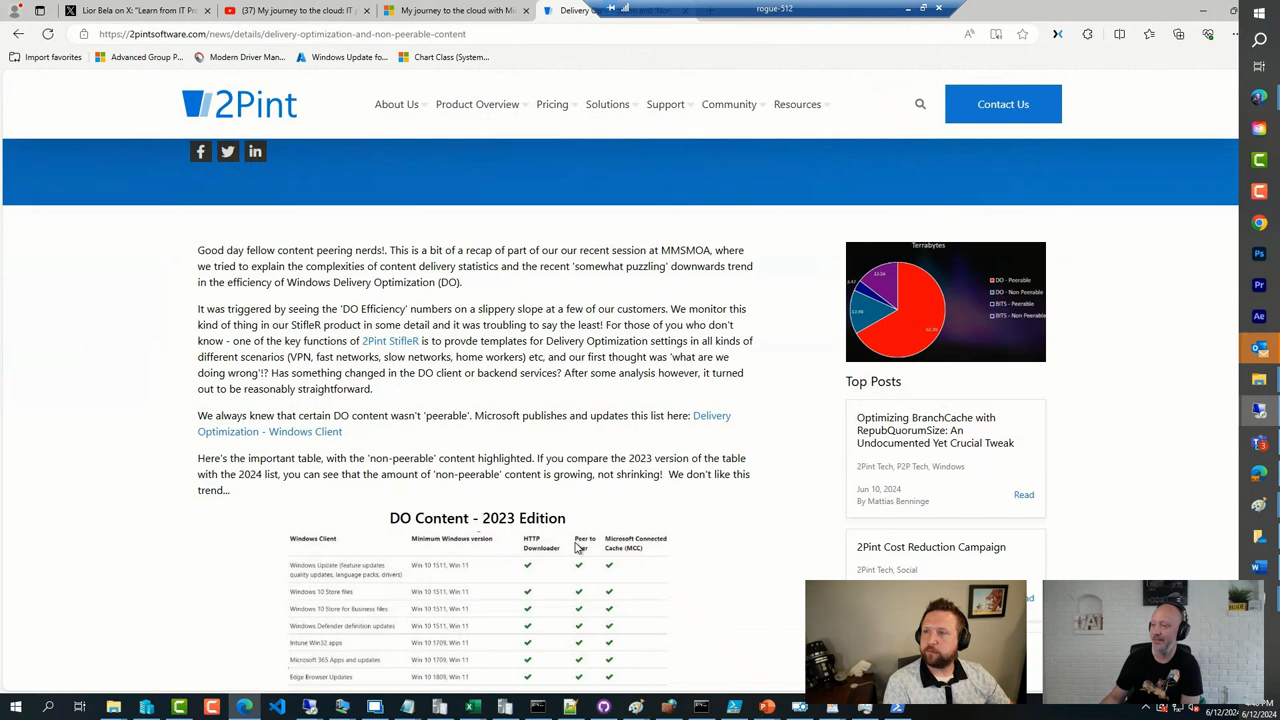 Lior Bela on X: "Learn from IT Pro
(37) My journey to the cloud: IT
My journey to the cloud with Mic
Delivery
rogue-512
https://2pintsoftware.com/news/details/delivery-optimization-and-non-peerable-content
Import favorites
Advanced Group P...
Modern Driver Man...
Windows Update fo...
Chart Class (System...
2Pint
About Us
Product Overview
Pricing
Solutions
Support
Community
Resources
Contact Us
Good day fellow content peering nerds!. This is a bit of a recap of part of our our recent session at MMSMOA, where
we tried to explain the complexities of content delivery statistics and the recent 'somewhat puzzling' downwards trend
in the efficiency of Windows Delivery Optimization (DO).
It was triggered by seeing the 'DO Efficiency' numbers on a slippery slope at a few of our customers. We monitor this
kind of thing in our StifleR product in some detail and it was troubling to say the least! For those of you who don't
know - one of the key functions of 2Pint StifleR is to provde templates for Delivery Optimization settings in all kinds of
different scenarios (VPN, fast networks, slow networks, home workers) etc, and our first thought was 'what are we
doing wrong'!? Has something changed in the DO client or backend services? After some analysis however, it turned
out to be reasonably straightforward.
We always knew that certain DO content wasn't 'peerable'. Microsoft publishes and updates this list here: Delivery
Optimization - Windows Client
Here's the important table, with the 'non-peerable' content highlighted. If you compare the 2023 version of the table
with the 2024 list, you can see that the amount of 'non-peerable' content is growing, not shrinking! We don't like this
trend...
DO Content - 2023 Edition
Windows Client
Minimum Windows version
HTTP
Downloader
Peer to
Microsoft Connected
Cache (MCC)
Windows Update (feature updates
quality updates, language packs, drivers)
Win 10 1511, Win 11
Windows 10 Store files
Win 10 1511, Win 11
Windows 10 Store for Business files
Win 10 1511, Win 11
Windows Defender definition updates
Win 10 1511, Win 11
Intune Win32 apps
Win 10 1709, Win 11
Microsoft 365 Apps and updates
Win 10 1709, Win 11
Edge Browser Updates
Win 10 1809, Win 11
Terrabytes
DO - Peerable
DO - Non Peerable
BITS - Peerable
BITS - Non Peerable
Top Posts
Optimizing BranchCache with
RepubQuorumSize: An
Undocumented Yet Crucial Tweak
2Pint Tech, P2P Tech, Windows
Jun 10, 2024
By Mattias Benninge
Read
2Pint Cost Reduction Campaign
2Pint Tech, Social
6/12/2024